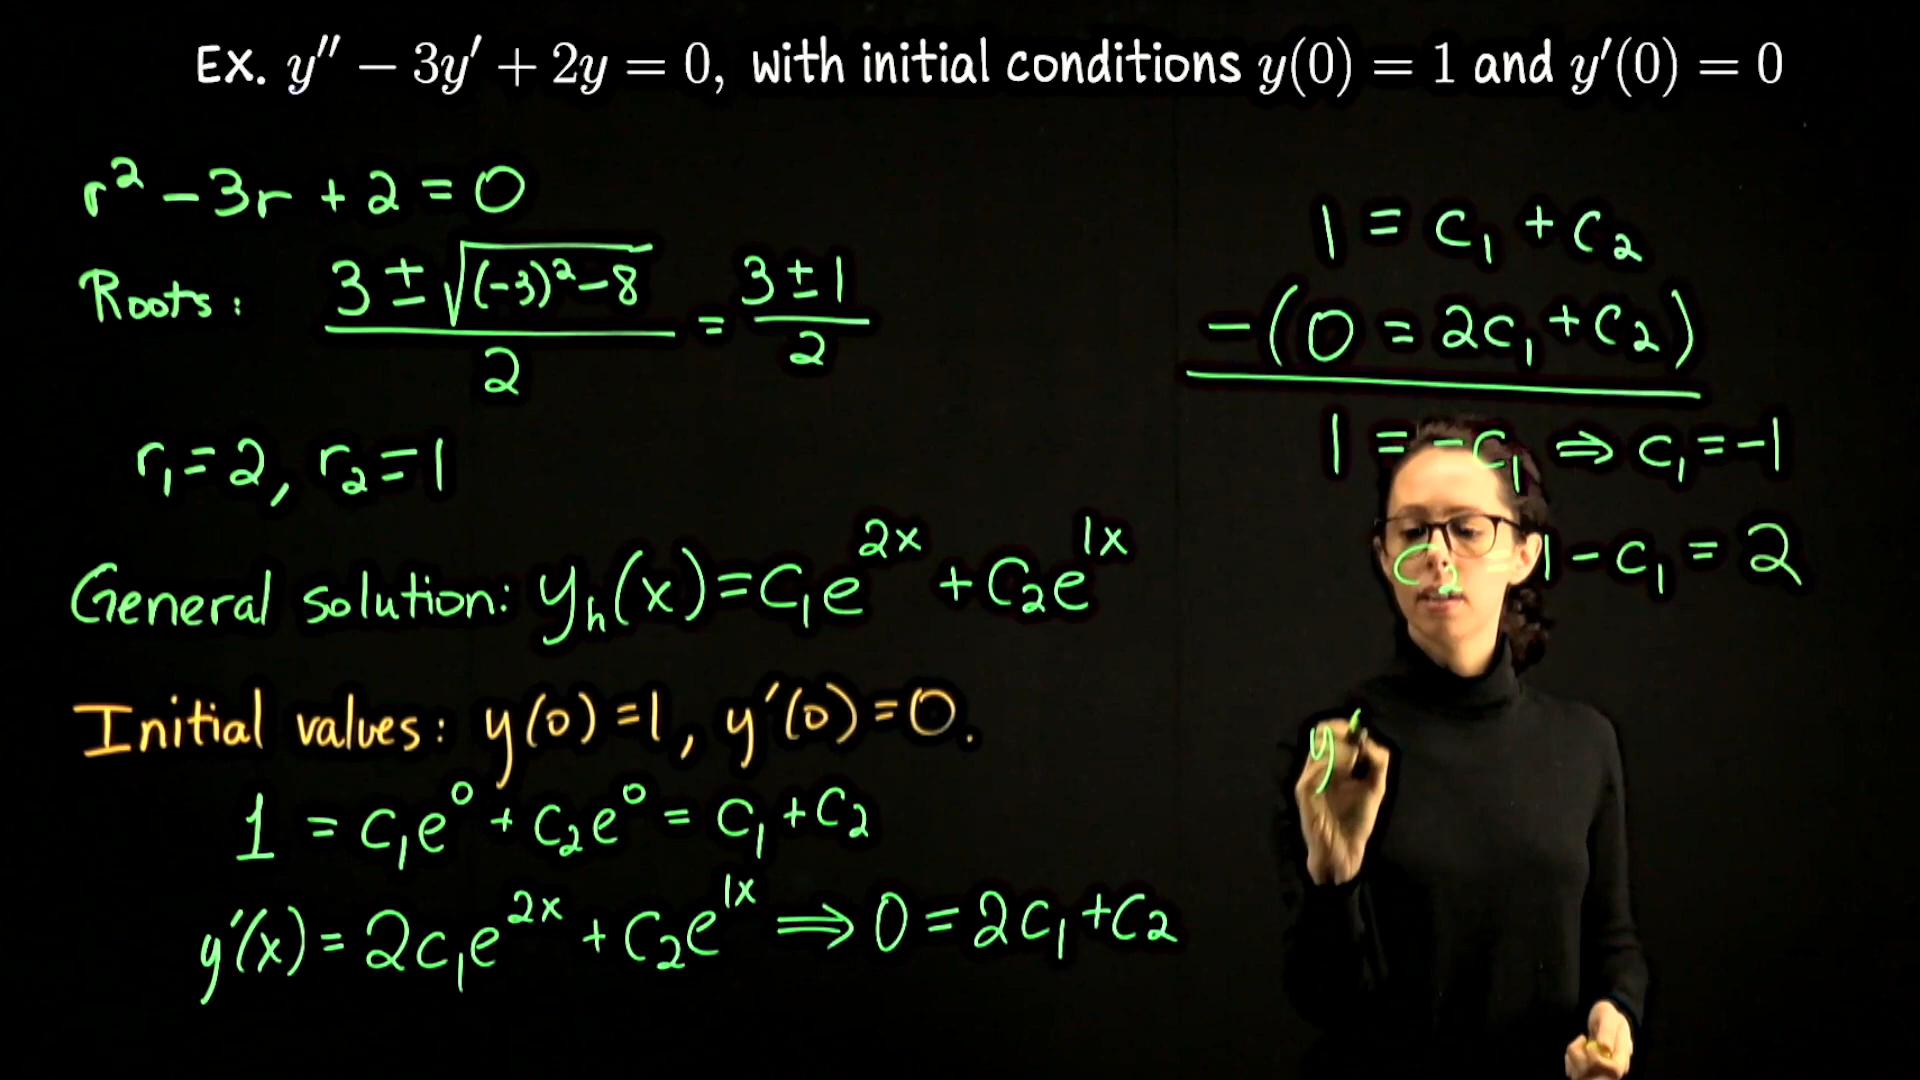 Ex. y″ − 3y′ + 2y = 0, with initial conditions y(0) = 1 and y′(0) = 0
r² − 3r + 2 = 0
Roots: (3 ± √((-3)² − 8))/2 = (3 ± 1)/2
r₁ = 2, r₂ = 1
General solution: yₕ(x) = c₁e^{2x} + c₂e^{1x}
Initial values: y(0) = 1, y′(0) = 0.
1 = c₁e⁰ + c₂e⁰ = c₁ + c₂
y′(x) = 2c₁e^{2x} + c₂e^{1x} ⟹ 0 = 2c₁ + c₂
1 = c₁ + c₂
−(0 = 2c₁ + c₂)
1 = −c₁ ⇒ c₁ = −1
c₂ = 1 − c₁ = 2
y